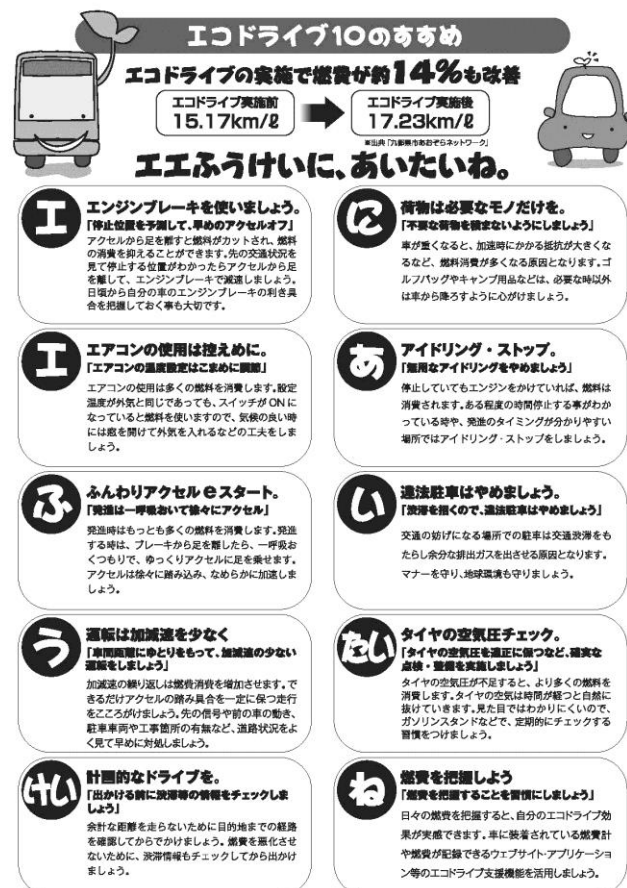 エコドライブ10のすすめ
エコドライブの実施で燃費が約14%も改善
エコドライブ実施前
15.17km/ℓ
エコドライブ実施後
17.23km/ℓ
※出典「九都県市あおぞらネットワーク」
エエふうけいに、あいたいね。
エ
エンジンブレーキを使いましょう。
「停止位置を予測して、早めのアクセルオフ」
アクセルから足を離すと燃料がカットされ、燃料
の消費を抑えることができます。先の交通状況を
見て停止する位置がわかったらアクセルから足
を離して、エンジンブレーキで減速しましょう。
日頃から自分の車のエンジンブレーキの利き具
合を把握しておく事も大切です。
エ
エアコンの使用は控えめに。
「エアコンの温度設定はこまめに調節」
エアコンの使用は多くの燃料を消費します。設定
温度が外気と同じであっても、スイッチがONに
なっていると燃料を使いますので、気候の良い時
には窓を開けて外気を入れるなどの工夫をしま
しょう。
ふ
ふんわりアクセルeスタート。
「発進は一呼吸おいて徐々にアクセル」
発進時はもっとも多くの燃料を消費します。発進
する時は、ブレーキから足を離したら、一呼吸お
くつもりで、ゆっくりアクセルに足を乗せます。
アクセルは徐々に踏み込み、なめらかに加速しま
しょう。
う
運転は加減速を少なく
「車間距離にゆとりをもって、加減速の少ない
運転をしましょう」
加減速の繰り返しは燃費消費を増加させます。で
きるだけアクセルの踏み具合を一定に保つ走行
をこころがけましょう。先の信号や前の車の動き、
駐車車両や工事箇所の有無など、道路状況をよ
く見て早めに対処しましょう。
けい
計画的なドライブを。
「出かける前に渋滞等の情報をチェックしま
しょう」
余計な距離を走らないために目的地までの経路
を確認してからでかけましょう。燃費を悪化させ
ないために、渋滞情報もチェックしてから出かけ
ましょう。
に
荷物は必要なモノだけを。
「不要な荷物を積まないようにしましょう」
車が重くなると、加速時にかかる抵抗が大きくな
るなど、燃料消費が多くなる原因となります。ゴ
ルフバッグやキャンプ用品などは、必要な時以外
は車から降ろすように心がけましょう。
あ
アイドリング・ストップ。
「無用なアイドリングをやめましょう」
停止していてもエンジンをかけていれば、燃料は
消費されます。ある程度の時間停止する事がわか
っている時や、発進のタイミングが分かりやすい
場所ではアイドリング・ストップをしましょう。
い
違法駐車はやめましょう。
「渋滞を招くので、違法駐車はやめましょう」
交通の妨げになる場所での駐車は交通渋滞をも
たらし余分な排出ガスを出させる原因となります。
マナーを守り、地球環境も守りましょう。
たい
タイヤの空気圧チェック。
「タイヤの空気圧を適正に保つなど、確実な
点検・整備を実施しましょう」
タイヤの空気圧が不足すると、より多くの燃料を
消費します。タイヤの空気は時間が経つと自然に
抜けていきます。見た目ではわかりにくいので、
ガソリンスタンドなどで、定期的にチェックする
習慣をつけましょう。
ね
燃費を把握しよう
「燃費を把握することを習慣にしましょう」
日々の燃費を把握すると、自分のエコドライブ効
果が実感できます。車に装着されている燃費計
や燃費が記録できるウェブサイト・アプリケーショ
ン等のエコドライブ支援機能を活用しましょう。